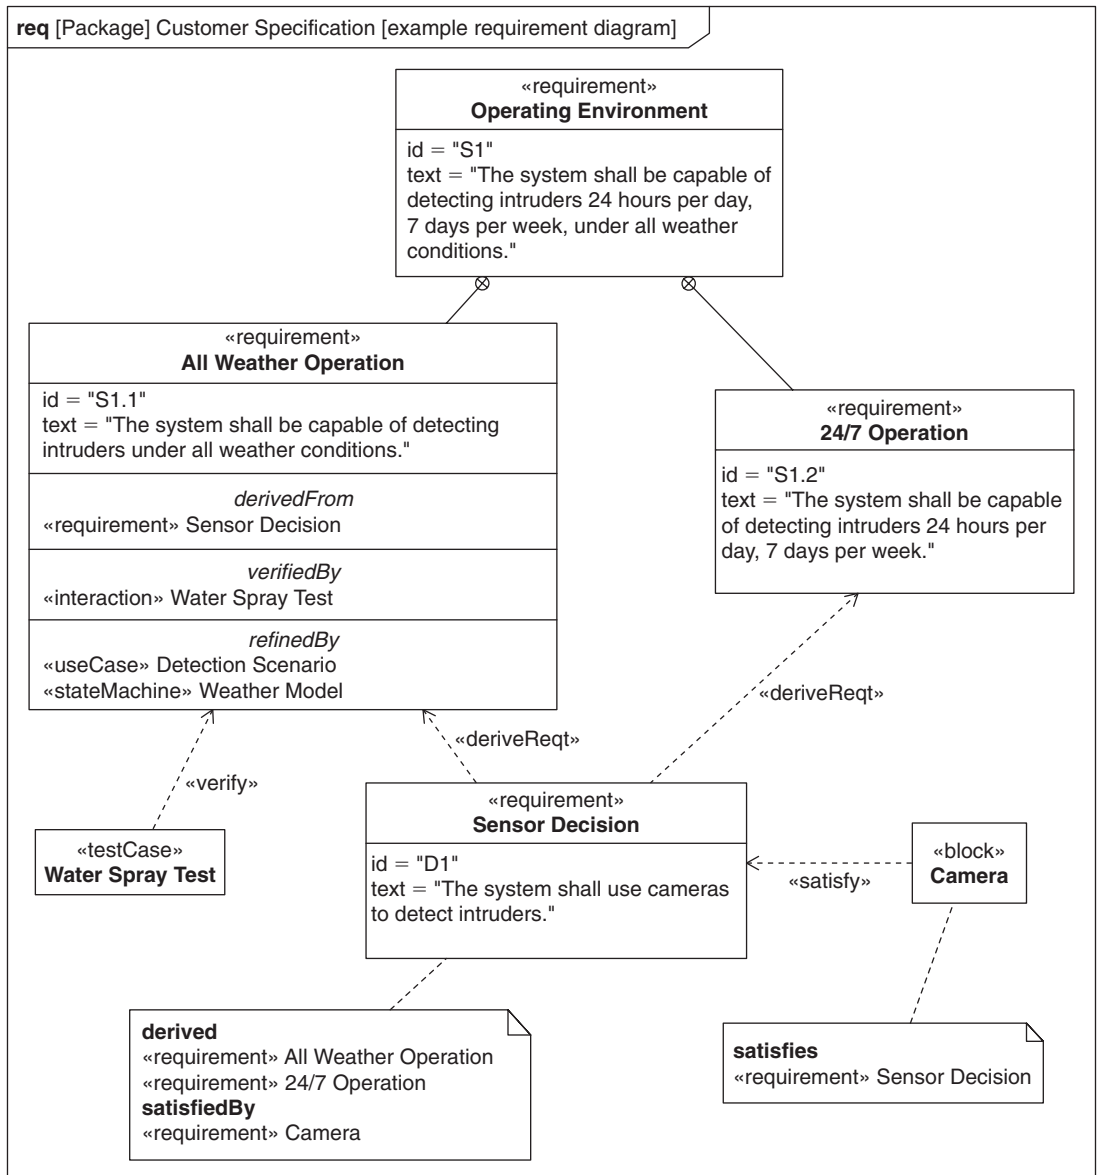 req [Package] Customer Specification [example requirement diagram]
«requirement»
Operating Environment
id = "S1"
text = "The system shall be capable of
detecting intruders 24 hours per day,
7 days per week, under all weather
conditions."
«requirement»
All Weather Operation
id = "S1.1"
text = "The system shall be capable of detecting
intruders under all weather conditions."
derivedFrom
«requirement» Sensor Decision
verifiedBy
«interaction» Water Spray Test
refinedBy
«useCase» Detection Scenario
«stateMachine» Weather Model
«requirement»
24/7 Operation
id = "S1.2"
text = "The system shall be capable
of detecting intruders 24 hours per
day, 7 days per week."
«deriveReqt»
«deriveReqt»
«verify»
«testCase»
Water Spray Test
«requirement»
Sensor Decision
id = "D1"
text = "The system shall use cameras
to detect intruders."
«satisfy»
«block»
Camera
derived
«requirement» All Weather Operation
«requirement» 24/7 Operation
satisfiedBy
«requirement» Camera
satisfies
«requirement» Sensor Decision